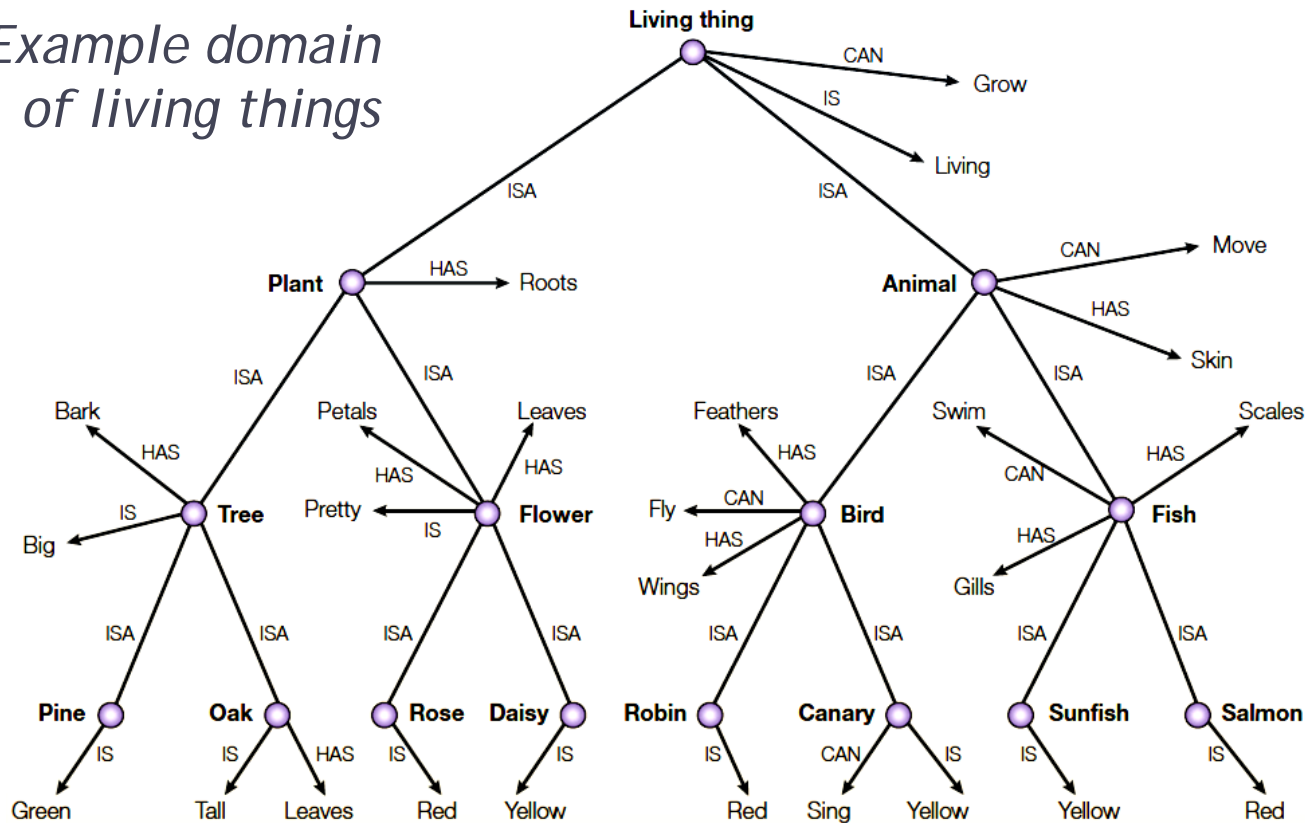 Example domain
of living things
Living thing
CAN
Grow
IS
Living
ISA
ISA
Plant
HAS
Roots
Animal
CAN
Move
HAS
Skin
ISA
ISA
ISA
ISA
Bark
HAS
IS
Big
Tree
Petals
HAS
Leaves
HAS
Pretty
IS
Flower
Feathers
HAS
Fly
CAN
HAS
Wings
Bird
Swim
CAN
Scales
HAS
HAS
Gills
Fish
ISA
ISA
ISA
ISA
ISA
ISA
ISA
ISA
Pine
Oak
Rose
Daisy
Robin
Canary
Sunfish
Salmon
IS
IS
HAS
IS
IS
IS
CAN
IS
IS
IS
Green
Tall
Leaves
Red
Yellow
Red
Sing
Yellow
Yellow
Red